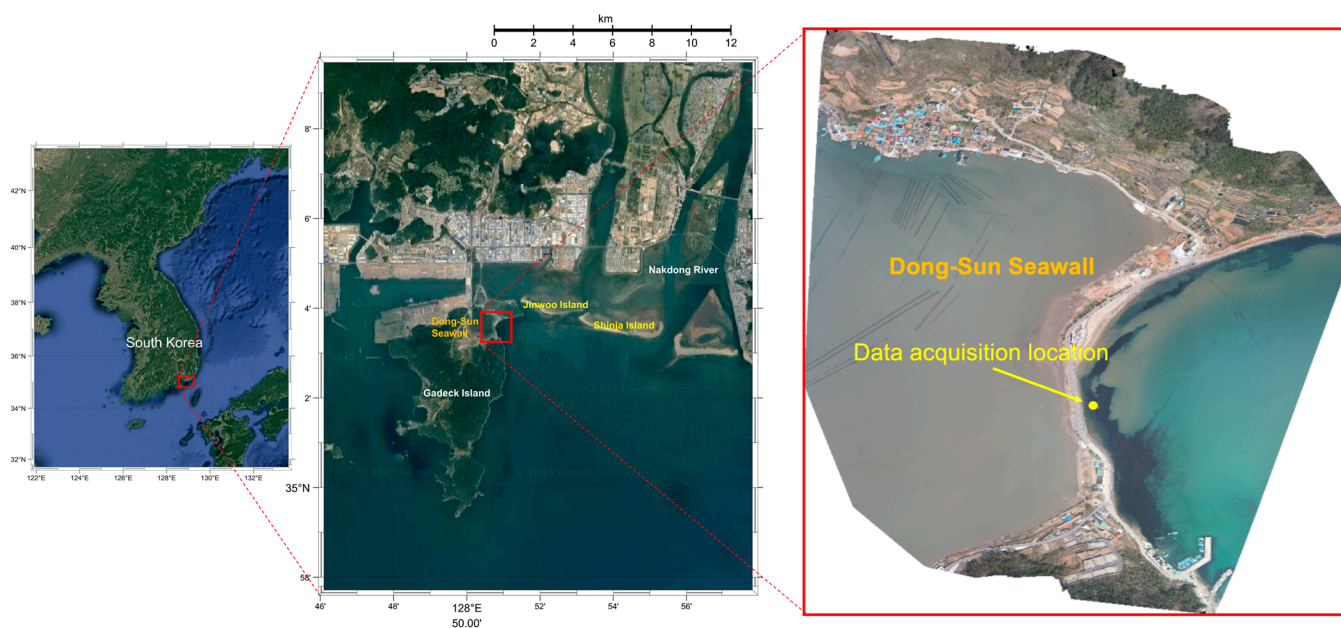 km
0 2 4 6 8 10 12
42°N
40°N
38°N
36°N
34°N
32°N
122°E 124°E 126°E 128°E 130°E 132°E
South Korea
8'
6'
4'
2'
35°N
58'
46' 48' 128°E 52' 54' 56'
50.00'
Nakdong River
Jinwoo Island
Shinja Island
Dong-Sun
Seawall
Gadeck Island
Dong-Sun Seawall
Data acquisition location